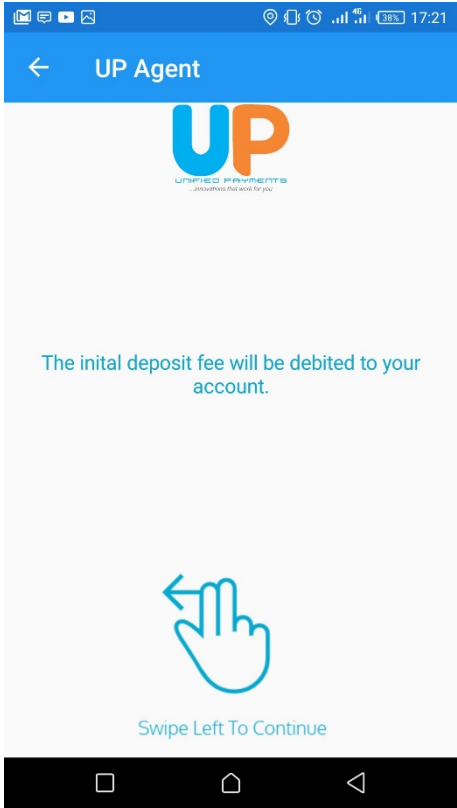 4G
38% 17:21
UP Agent
UP
UNIFIED PAYMENTS
...innovations that work for you
The inital deposit fee will be debited to your
account.
Swipe Left To Continue